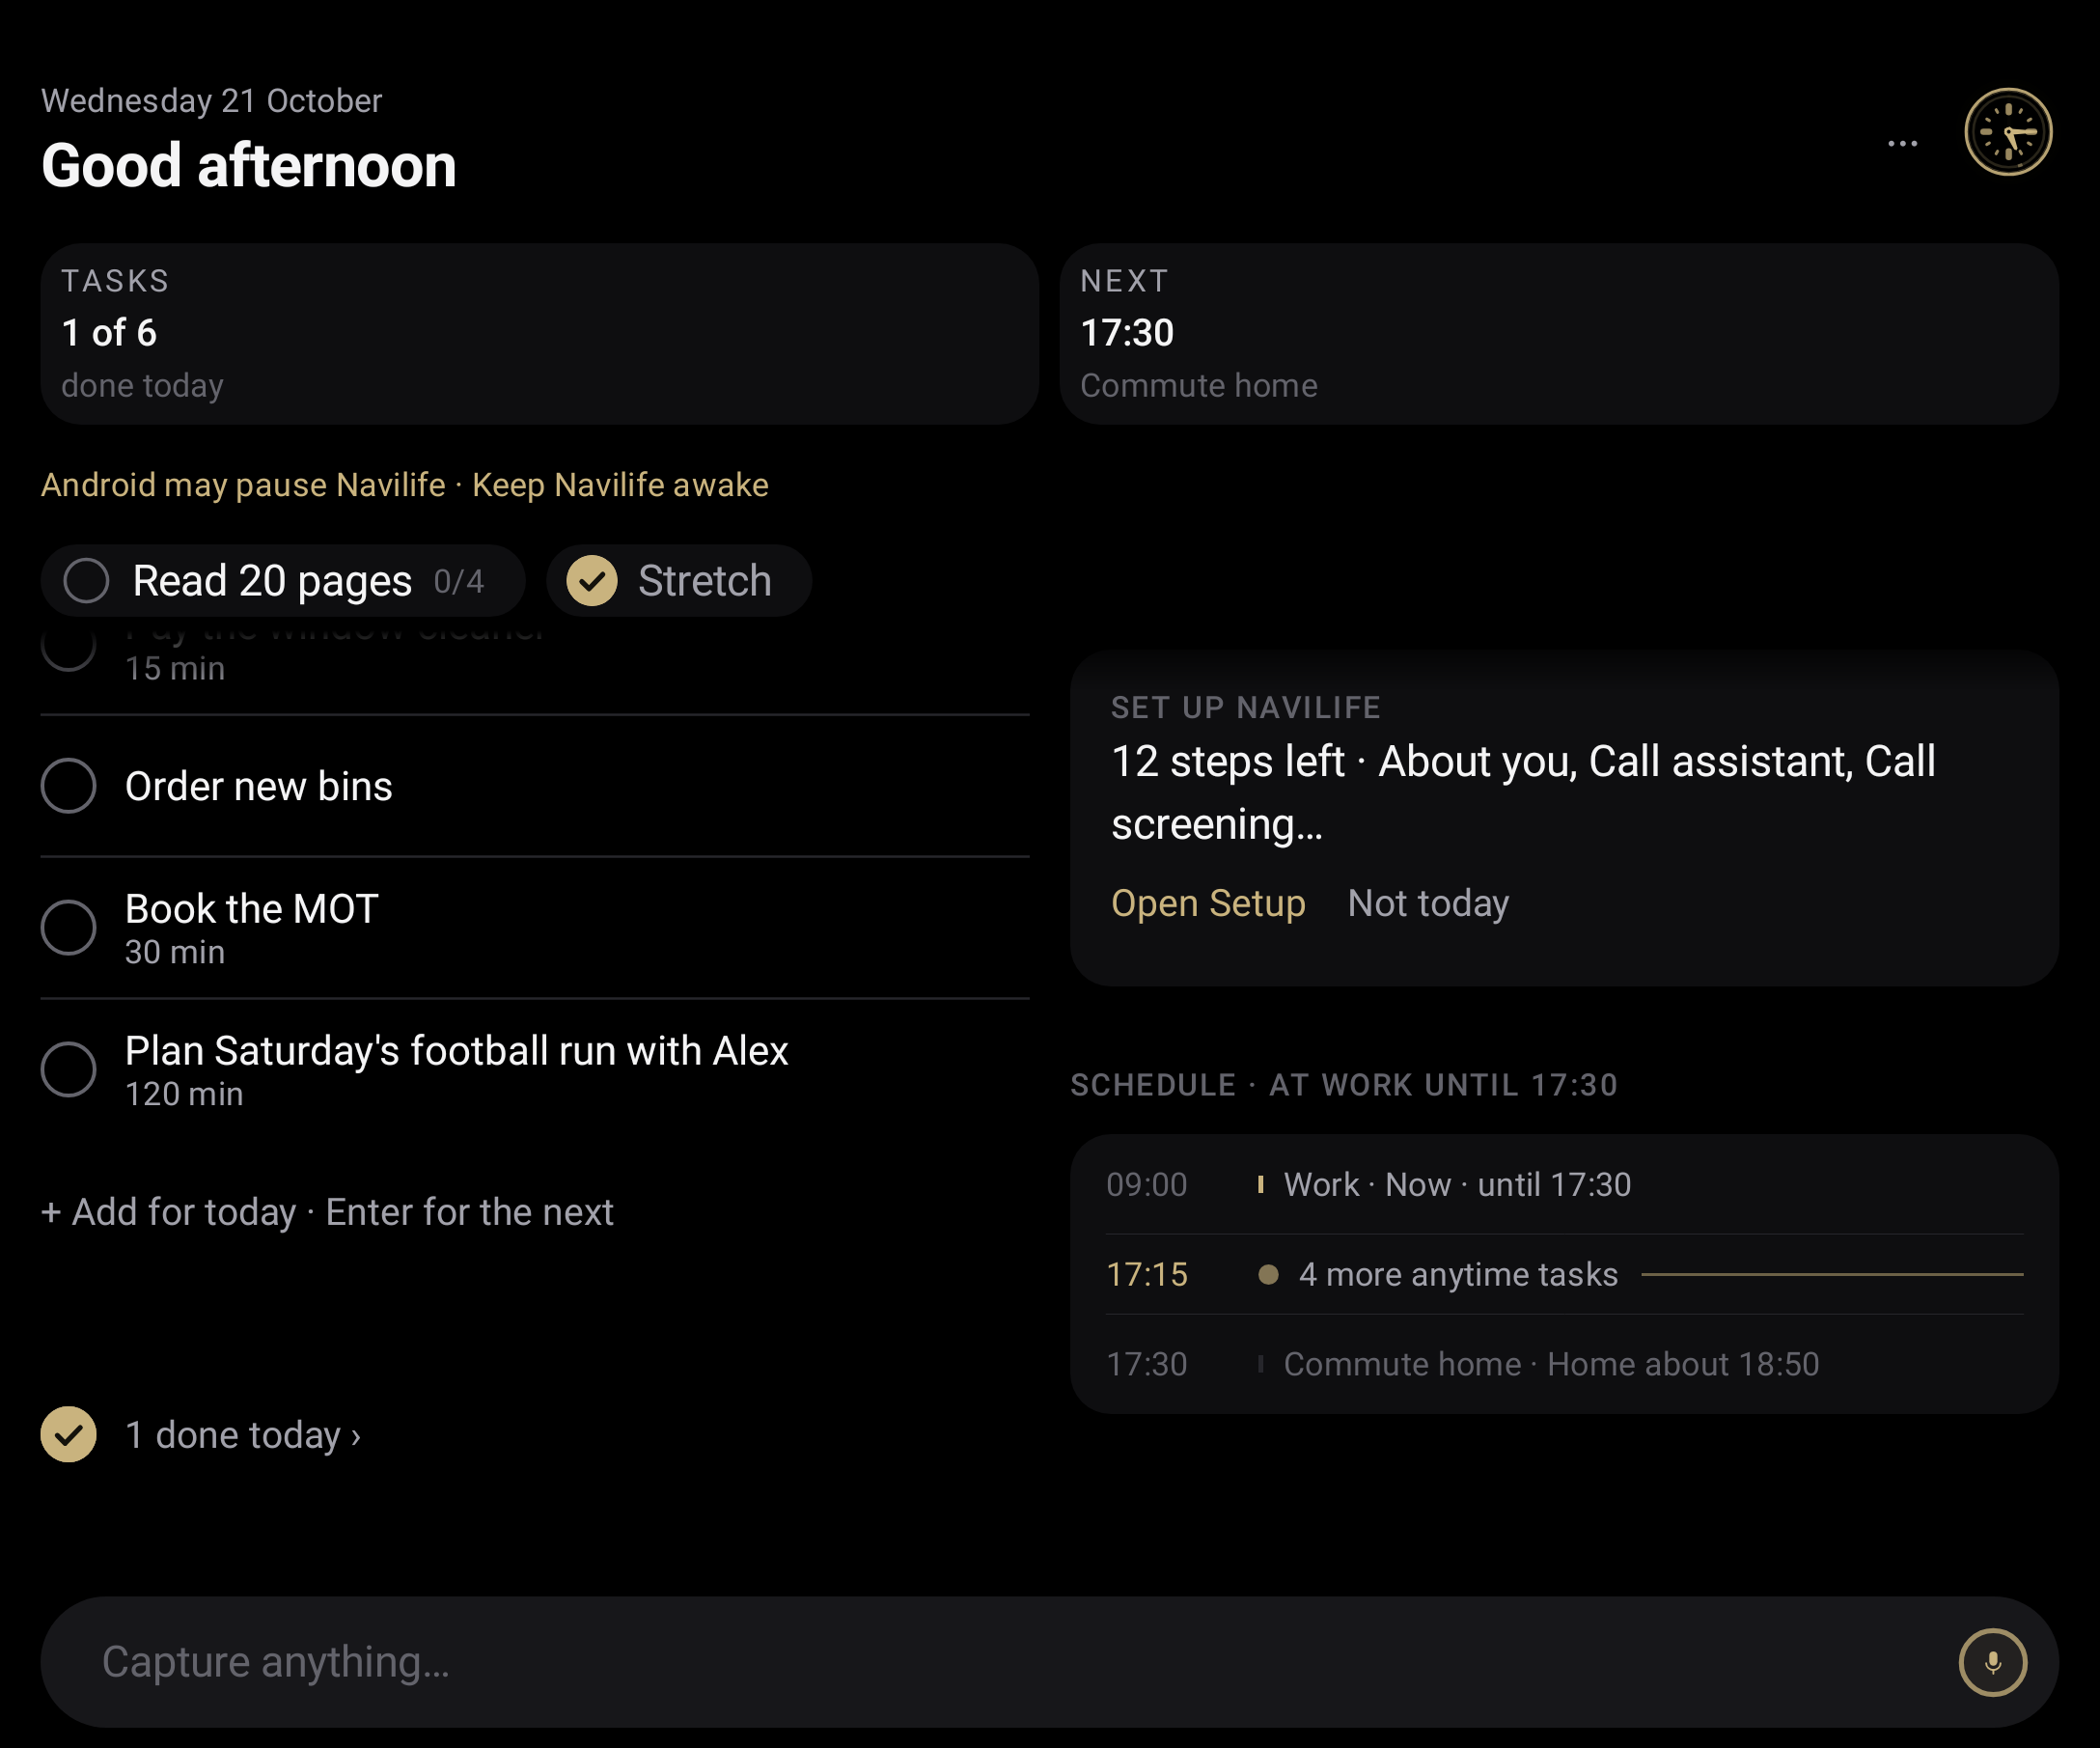 Wednesday 21 October
Good afternoon
...
TASKS
1 of 6
done today
NEXT
17:30
Commute home
Android may pause Navilife · Keep Navilife awake
Read 20 pages 0/4
Stretch
Pay the window cleaner
15 min
Order new bins
Book the MOT
30 min
Plan Saturday's football run with Alex
120 min
+ Add for today · Enter for the next
1 done today ›
SET UP NAVILIFE
12 steps left · About you, Call assistant, Call
screening…
Open Setup Not today
SCHEDULE · AT WORK UNTIL 17:30
09:00 Work · Now · until 17:30
17:15 4 more anytime tasks
17:30 Commute home · Home about 18:50
Capture anything…